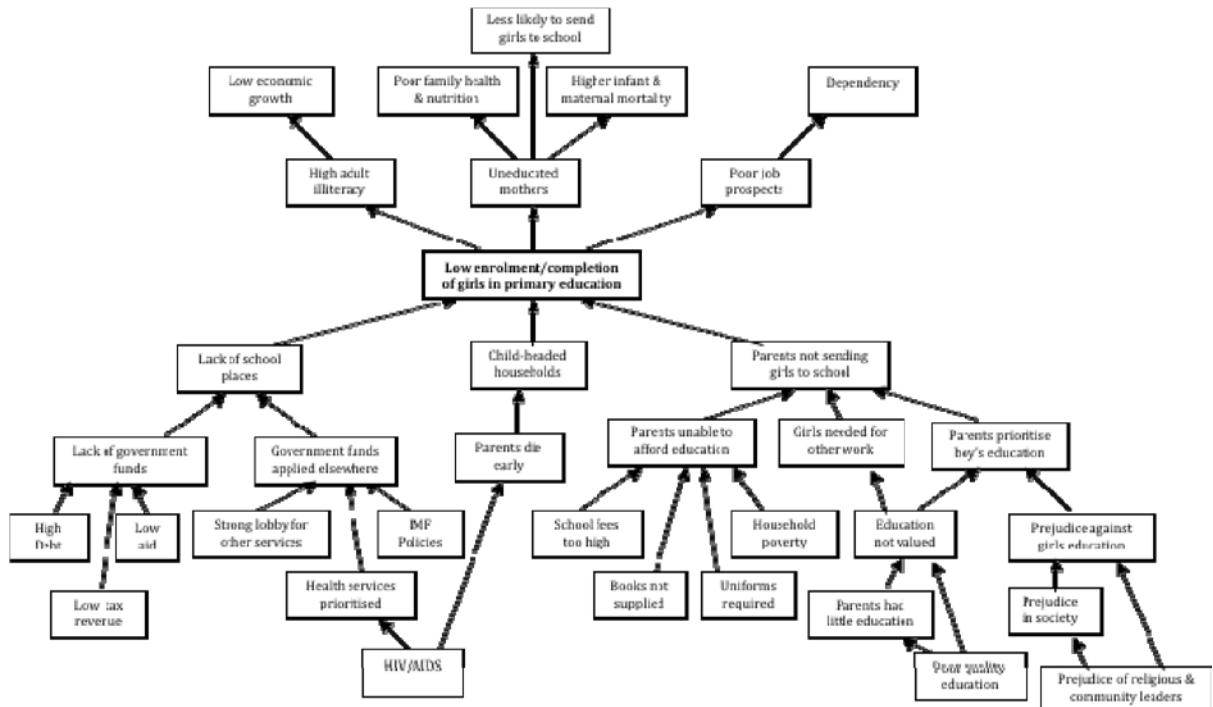 Less likely to send
girls to school
Low economic
growth
Poor family health
& nutrition
Higher infant &
maternal mortality
Dependency
High adult
illiteracy
Uneducated
mothers
Poor job
prospects
Low enrolment/completion
of girls in primary education
Lack of school
places
Child-headed
households
Parents not sending
girls to school
Lack of government
funds
Government funds
applied elsewhere
Parents die
early
Parents unable to
afford education
Girls needed for
other work
Parents prioritise
boy's education
High
Debt
Low
aid
Strong lobby for
other services
IMF
Policies
School fees
too high
Household
poverty
Education
not valued
Prejudice against
girls education
Low tax
revenue
Health services
prioritised
Books not
supplied
Uniforms
required
Parents had
little education
Prejudice
in society
HIV/AIDS
Poor quality
education
Prejudice of religious &
community leaders